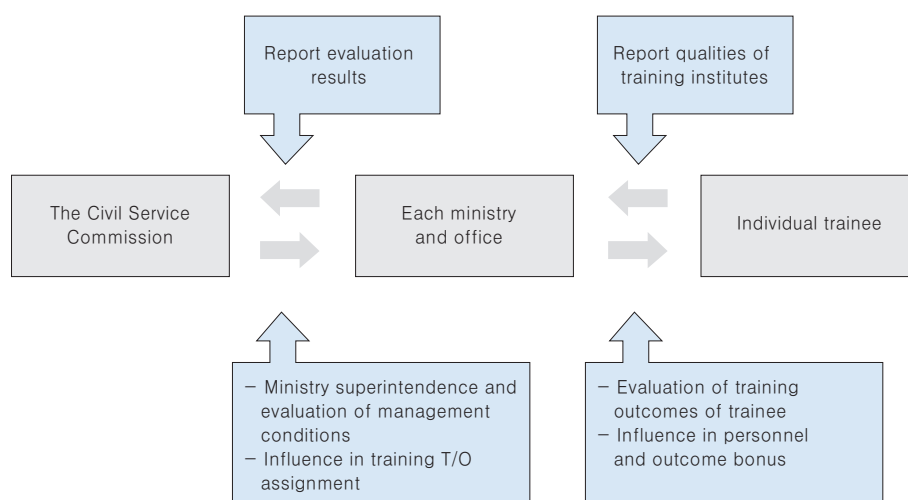 Report evaluation
results
Report qualities of
training institutes
The Civil Service
Commission
Each ministry
and office
Individual trainee
– Ministry superintendence and
evaluation of management
conditions
– Influence in training T/O
assignment
– Evaluation of training
outcomes of trainee
– Influence in personnel
and outcome bonus